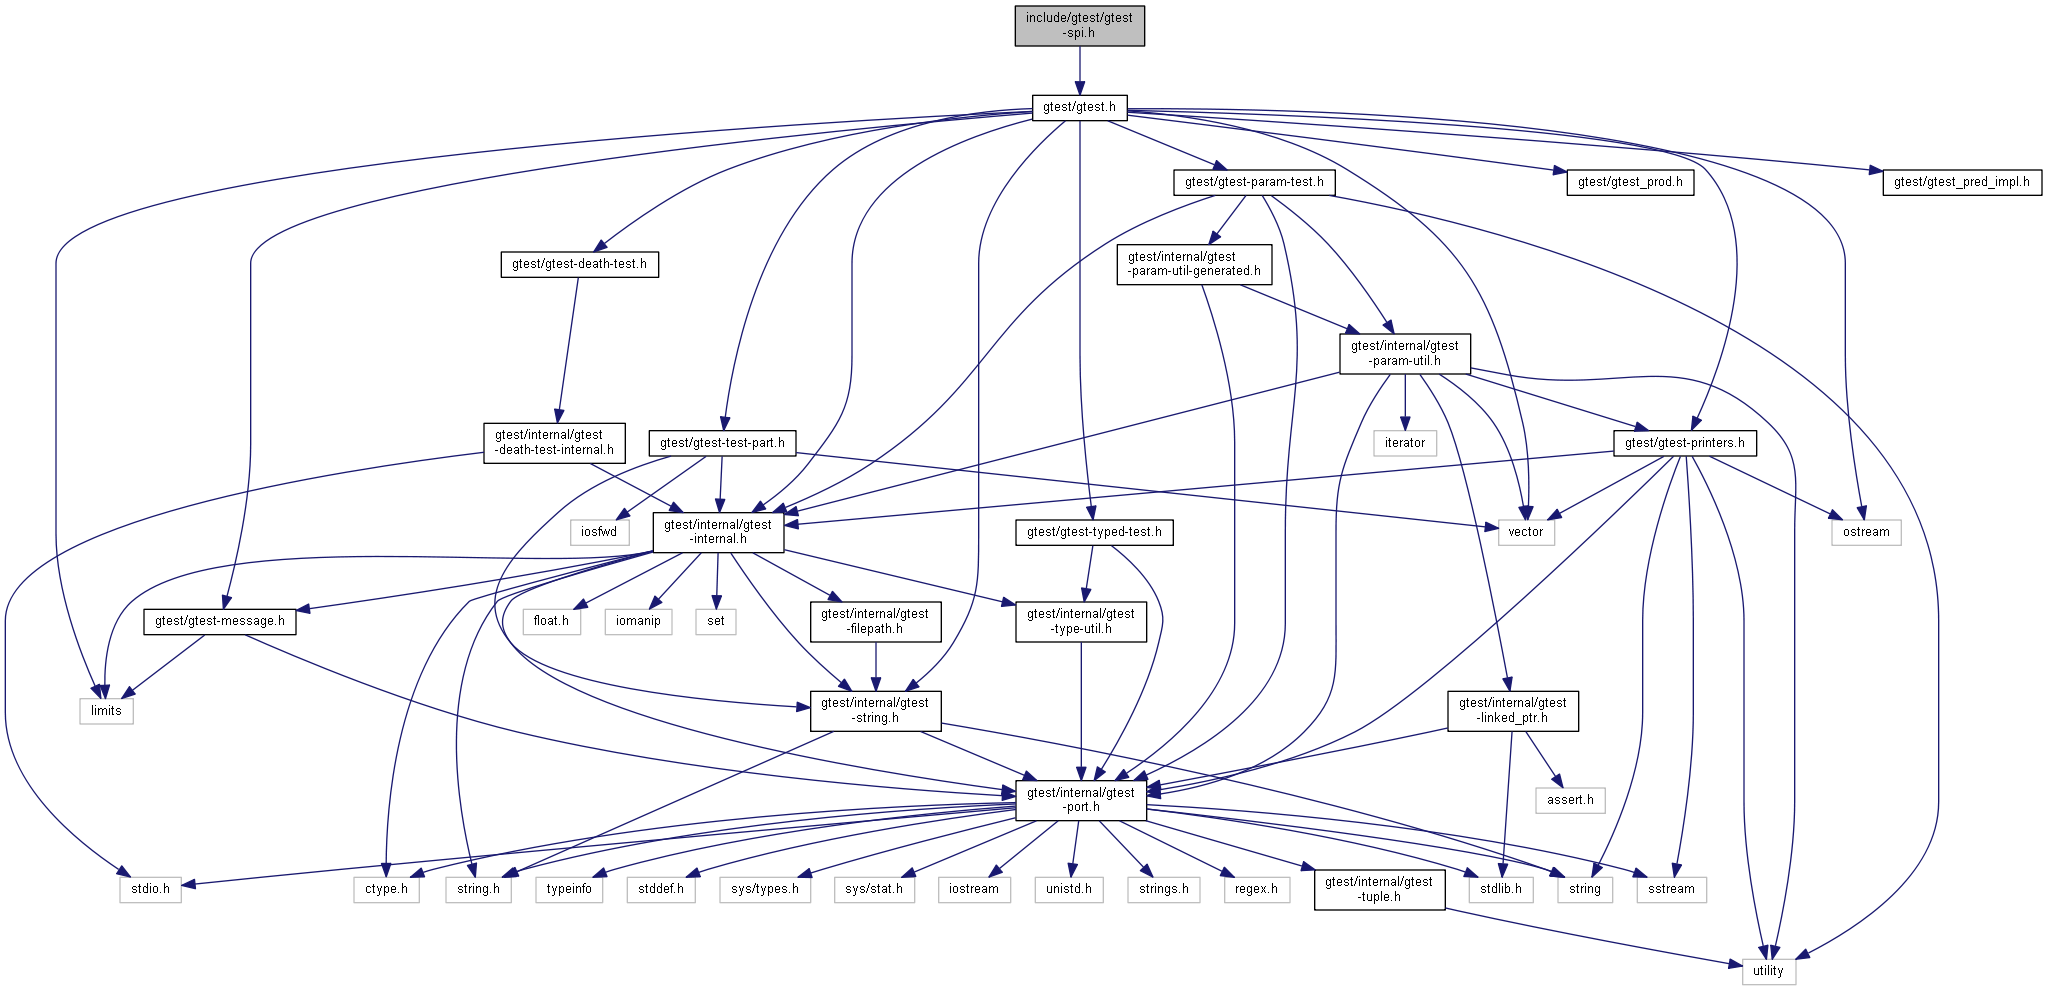 include/gtest/gtest
-spi.h
gtest/gtest.h
gtest/gtest-param-test.h
gtest/gtest_prod.h
gtest/gtest_pred_impl.h
gtest/gtest-death-test.h
gtest/internal/gtest
-param-util-generated.h
gtest/internal/gtest
-param-util.h
gtest/internal/gtest
-death-test-internal.h
gtest/gtest-test-part.h
iterator
gtest/gtest-printers.h
iosfwd
gtest/internal/gtest
-internal.h
gtest/gtest-typed-test.h
vector
ostream
gtest/gtest-message.h
float.h
iomanip
set
gtest/internal/gtest
-filepath.h
gtest/internal/gtest
-type-util.h
limits
gtest/internal/gtest
-string.h
gtest/internal/gtest
-linked_ptr.h
gtest/internal/gtest
-port.h
assert.h
stdio.h
ctype.h
string.h
typeinfo
stddef.h
sys/types.h
sys/stat.h
iostream
unistd.h
strings.h
regex.h
gtest/internal/gtest
-tuple.h
stdlib.h
string
sstream
utility